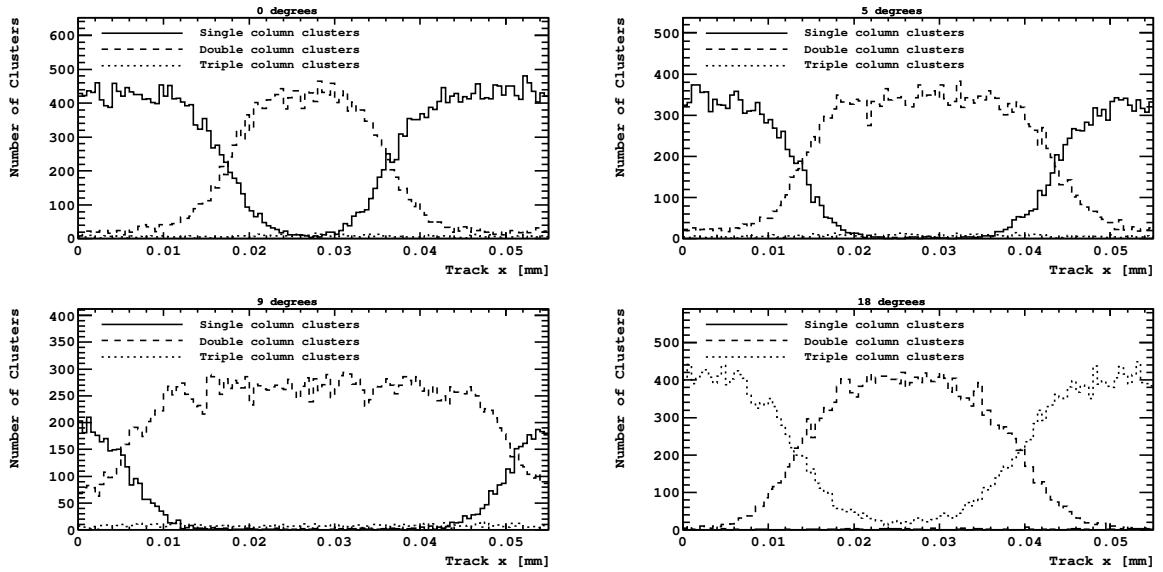 0 degrees
Number of Clusters
600
500
400
300
200
100
0
Single column clusters
Double column clusters
Triple column clusters
0 0.01 0.02 0.03 0.04 0.05
Track x [mm]
5 degrees
Number of Clusters
500
400
300
200
100
0
Single column clusters
Double column clusters
Triple column clusters
0 0.01 0.02 0.03 0.04 0.05
Track x [mm]
9 degrees
Number of Clusters
400
350
300
250
200
150
100
50
0
Single column clusters
Double column clusters
Triple column clusters
0 0.01 0.02 0.03 0.04 0.05
Track x [mm]
18 degrees
Number of Clusters
500
400
300
200
100
0
Single column clusters
Double column clusters
Triple column clusters
0 0.01 0.02 0.03 0.04 0.05
Track x [mm]